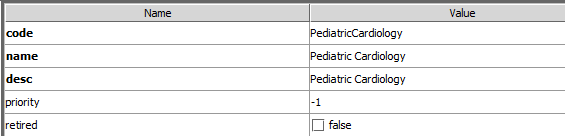 Name Value
code PediatricCardiology
name Pediatric Cardiology
desc Pediatric Cardiology
priority -1
retired false